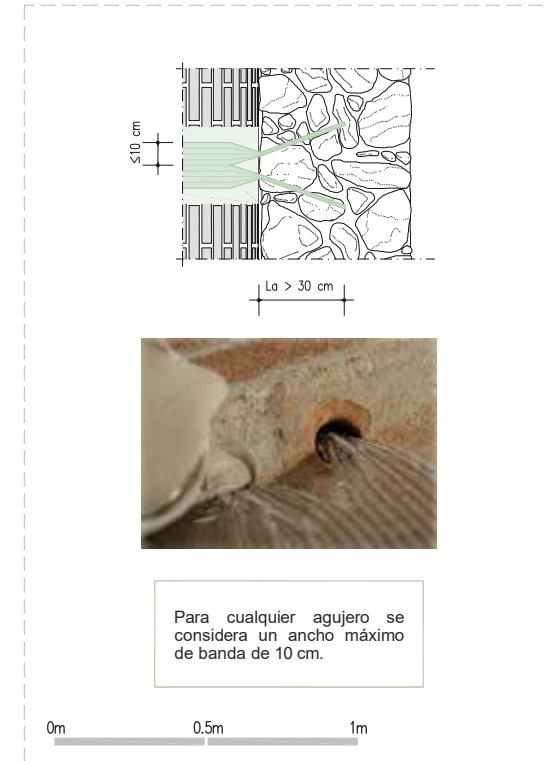 ≤10 cm
La > 30 cm
Para cualquier agujero se
considera un ancho máximo
de banda de 10 cm.
0m 0.5m 1m